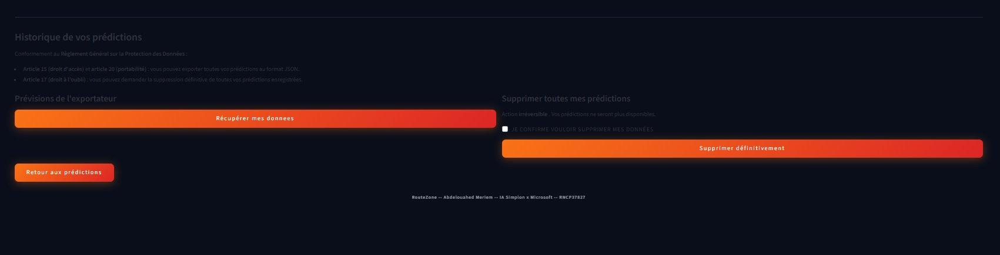 Historique de vos prédictions
Conformement au Règlement Général sur la Protection des Données :
Article 15 (droit d'accès) et article 20 (portabilité) : vous pouvez exporter toutes vos prédictions au format JSON.
Article 17 (droit à l'oubli) : vous pouvez demander la suppression définitive de toutes vos prédictions enregistrées.
Prévisions de l'exportateur
Récupérer mes donnees
Supprimer toutes mes prédictions
Action irréversible . Vos prédictions ne seront plus disponibles.
JE CONFIRME VOULOIR SUPPRIMER MES DONNÉES
Supprimer définitivement
Retour aux prédictions
RouteZone -- Abdelouahed Meriem -- IA Simplon x Microsoft -- RNCP37827